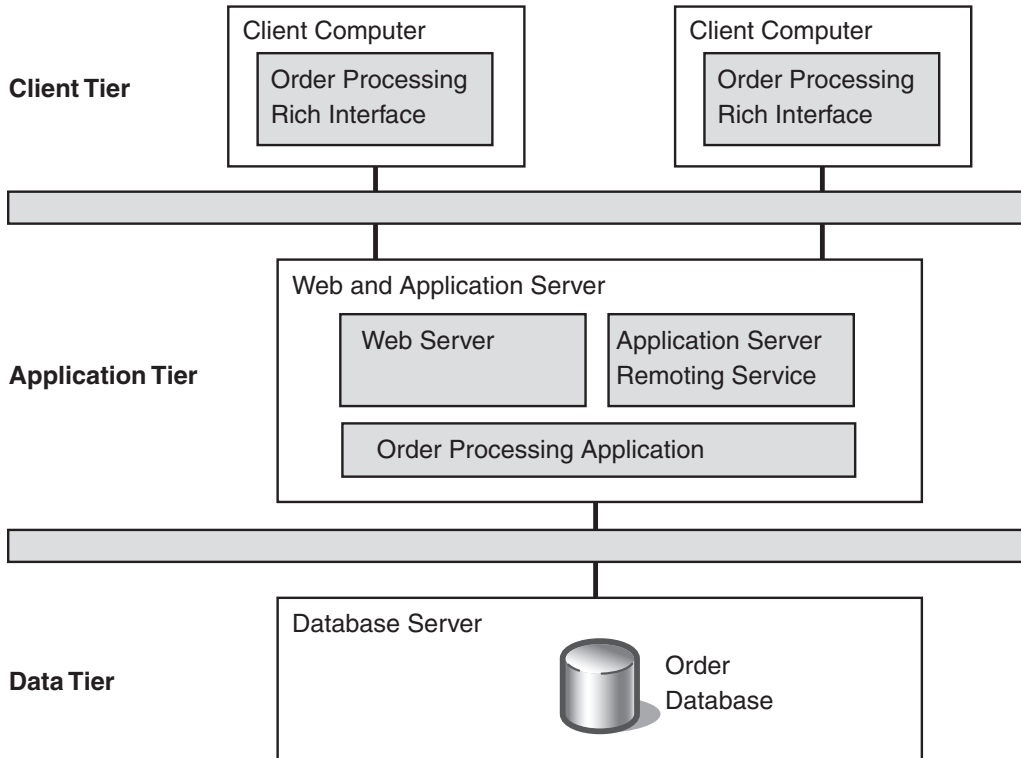 Client Tier
Client Computer
Order Processing
Rich Interface
Client Computer
Order Processing
Rich Interface
Application Tier
Web and Application Server
Web Server
Application Server
Remoting Service
Order Processing Application
Data Tier
Database Server
Order
Database